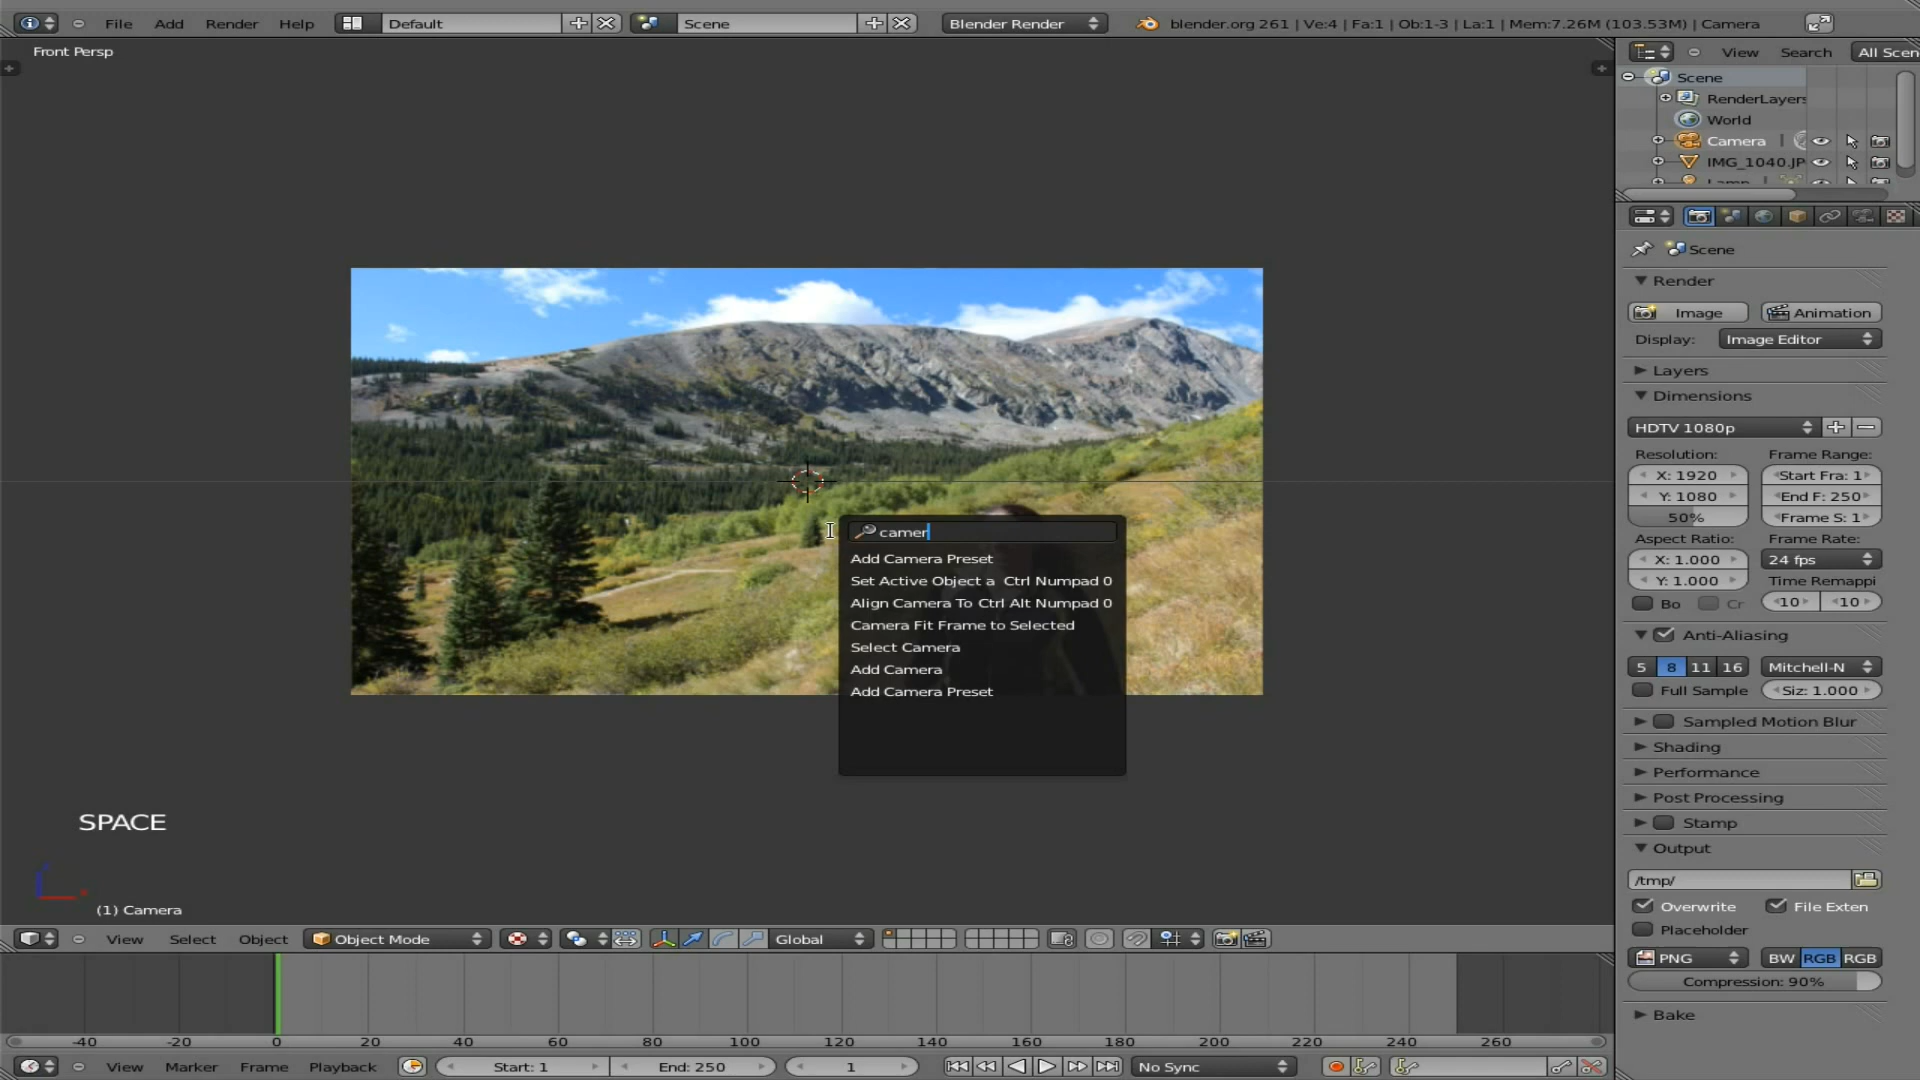 File Add Render Help Default Scene Blender Render blender.org 261 | Ve:4 | Fa:1 | Ob:1-3 | La:1 | Mem:7.26M (103.53M) | Camera
Front Persp
View Search All Scen
Scene
RenderLayers
World
Camera |
IMG_1040.JP
Lamp |
Scene
Render
Image Animation
Display: Image Editor
Layers
Dimensions
HDTV 1080p
Resolution: Frame Range:
X: 1920 Start Fra: 1
Y: 1080 End F: 250
50% Frame S: 1
Aspect Ratio: Frame Rate:
X: 1.000 24 fps
Y: 1.000 Time Remappi
Bo Cr 10 10
Anti-Aliasing
5 8 11 16 Mitchell-N
Full Sample Siz: 1.000
Sampled Motion Blur
Shading
Performance
Post Processing
Stamp
Output
/tmp/
Overwrite File Exten
Placeholder
PNG BW RGB RGB
Compression: 90%
Bake
camer
Add Camera Preset
Set Active Object a Ctrl Numpad 0
Align Camera To Ctrl Alt Numpad 0
Camera Fit Frame to Selected
Select Camera
Add Camera
Add Camera Preset
SPACE
(1) Camera
View Select Object Object Mode Global
-40 -20 0 20 40 60 80 100 120 140 160 180 200 220 240 260
View Marker Frame Playback Start: 1 End: 250 1 No Sync